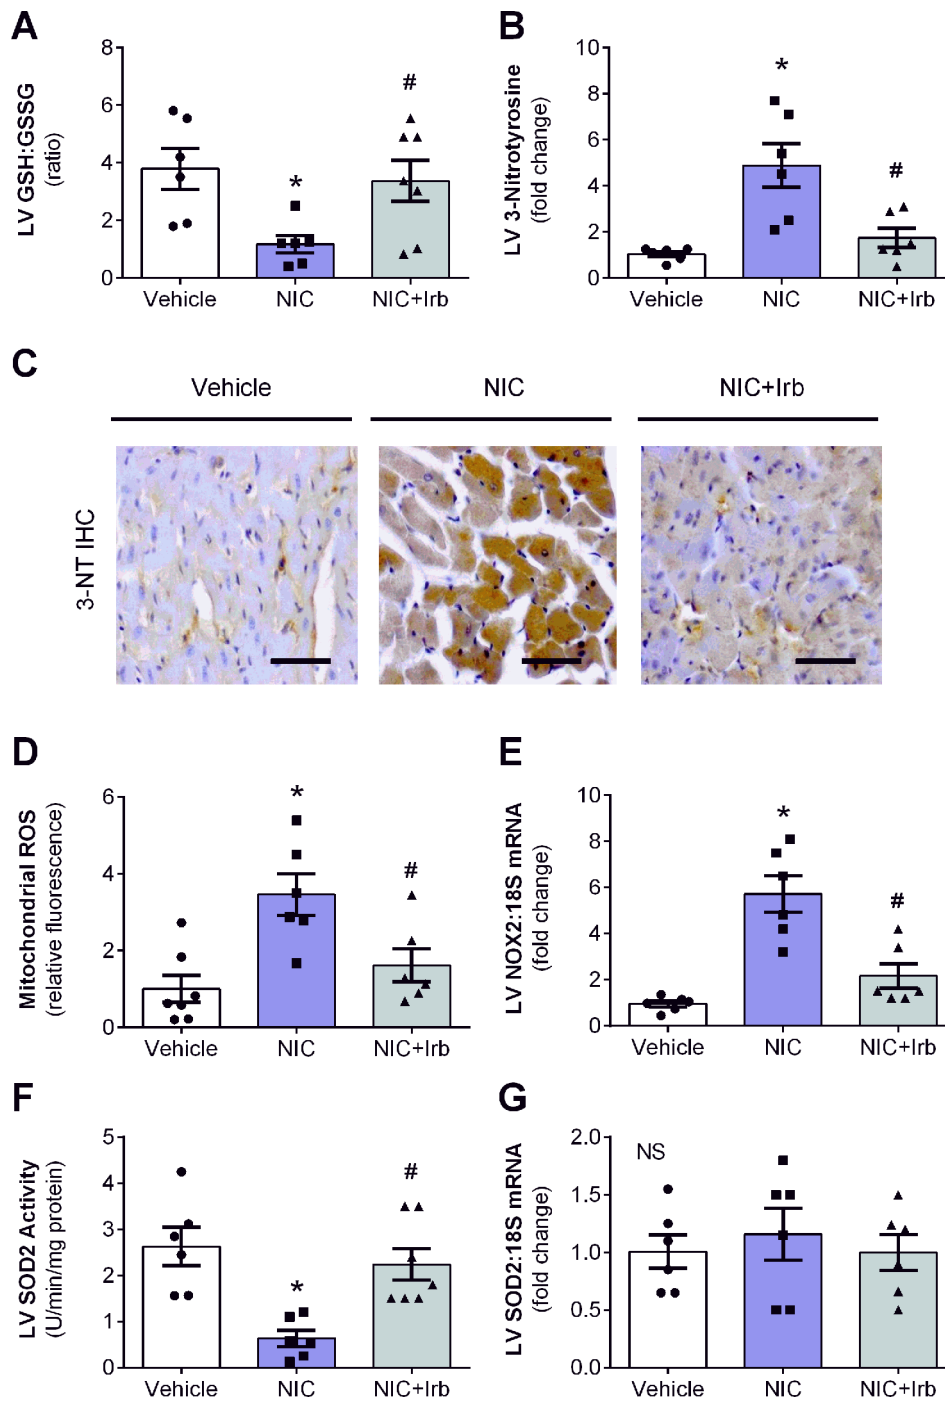 A
LV GSH:GSSG
(ratio)
8
6
4
2
0
*
#
Vehicle NIC NIC+Irb
B
LV 3-Nitrotyrosine
(fold change)
10
8
6
4
2
0
*
#
Vehicle NIC NIC+Irb
C
Vehicle NIC NIC+Irb
3-NT IHC
D
Mitochondrial ROS
(relative fluorescence)
6
4
2
0
*
#
Vehicle NIC NIC+Irb
E
LV NOX2:18S mRNA
(fold change)
10
8
6
4
2
0
*
#
Vehicle NIC NIC+Irb
F
LV SOD2 Activity
(U/min/mg protein)
5
4
3
2
1
0
*
#
Vehicle NIC NIC+Irb
G
LV SOD2:18S mRNA
(fold change)
2.0
1.5
1.0
0.5
0.0
NS
Vehicle NIC NIC+Irb